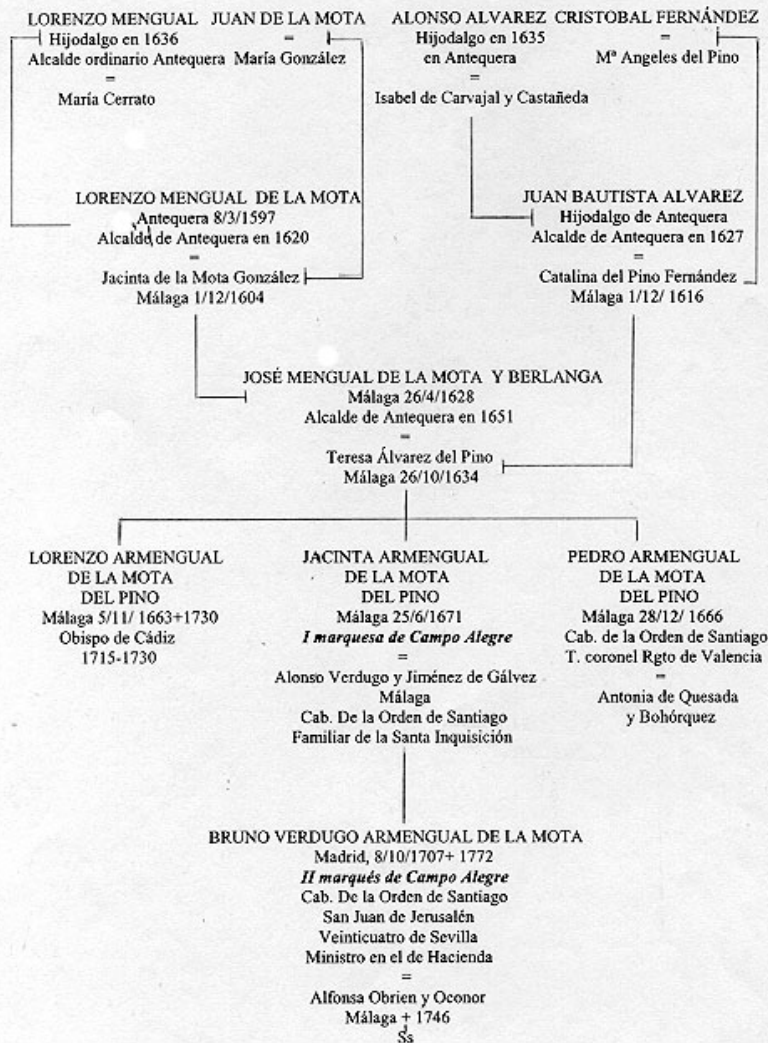 LORENZO MENGUAL
Hijodalgo en 1636
Alcalde ordinario Antequera
=
María Cerrato
JUAN DE LA MOTA
=
María González
ALONSO ALVAREZ
Hijodalgo en 1635
en Antequera
=
Isabel de Carvajal y Castañeda
CRISTOBAL FERNÁNDEZ
=
Mª Angeles del Pino
LORENZO MENGUAL DE LA MOTA
Antequera 8/3/1597
Alcalde de Antequera en 1620
=
Jacinta de la Mota González
Málaga 1/12/1604
JUAN BAUTISTA ALVAREZ
Hijodalgo de Antequera
Alcalde de Antequera en 1627
=
Catalina del Pino Fernández
Málaga 1/12/ 1616
JOSÉ MENGUAL DE LA MOTA Y BERLANGA
Málaga 26/4/1628
Alcalde de Antequera en 1651
=
Teresa Álvarez del Pino
Málaga 26/10/1634
LORENZO ARMENGUAL
DE LA MOTA
DEL PINO
Málaga 5/11/ 1663+1730
Obispo de Cádiz
1715-1730
JACINTA ARMENGUAL
DE LA MOTA
DEL PINO
Málaga 25/6/1671
I marquesa de Campo Alegre
=
Alonso Verdugo y Jiménez de Gálvez
Málaga
Cab. De la Orden de Santiago
Familiar de la Santa Inquisición
PEDRO ARMENGUAL
DE LA MOTA
DEL PINO
Málaga 28/12/ 1666
Cab. de la Orden de Santiago
T. coronel Rgto de Valencia
=
Antonia de Quesada
y Bohórquez
BRUNO VERDUGO ARMENGUAL DE LA MOTA
Madrid, 8/10/1707+ 1772
II marqués de Campo Alegre
Cab. De la Orden de Santiago
San Juan de Jerusalén
Veinticuatro de Sevilla
Ministro en el de Hacienda
=
Alfonsa Obrien y Oconor
Málaga + 1746
Ss